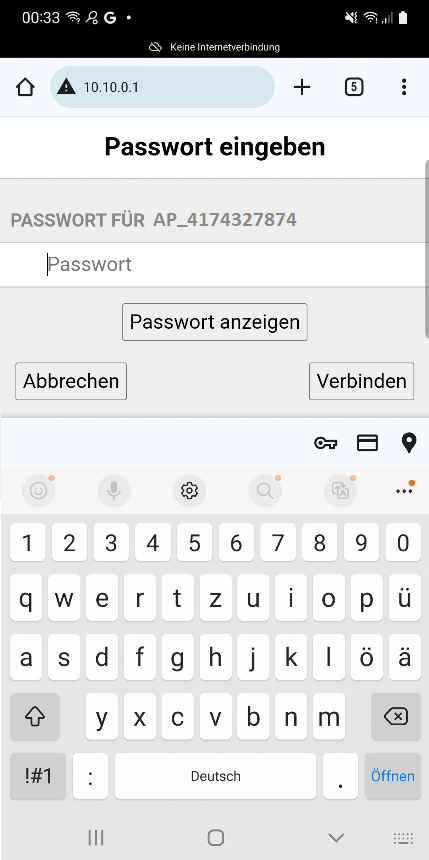 00:33 G
Keine Internetverbindung
10.10.0.1 5
Passwort eingeben
PASSWORT FÜR AP_4174327874
Passwort
Passwort anzeigen
Abbrechen Verbinden
1 2 3 4 5 6 7 8 9 0
q w e r t z u i o p ü
a s d f g h j k l ö ä
y x c v b n m
!#1 : Deutsch . Öffnen